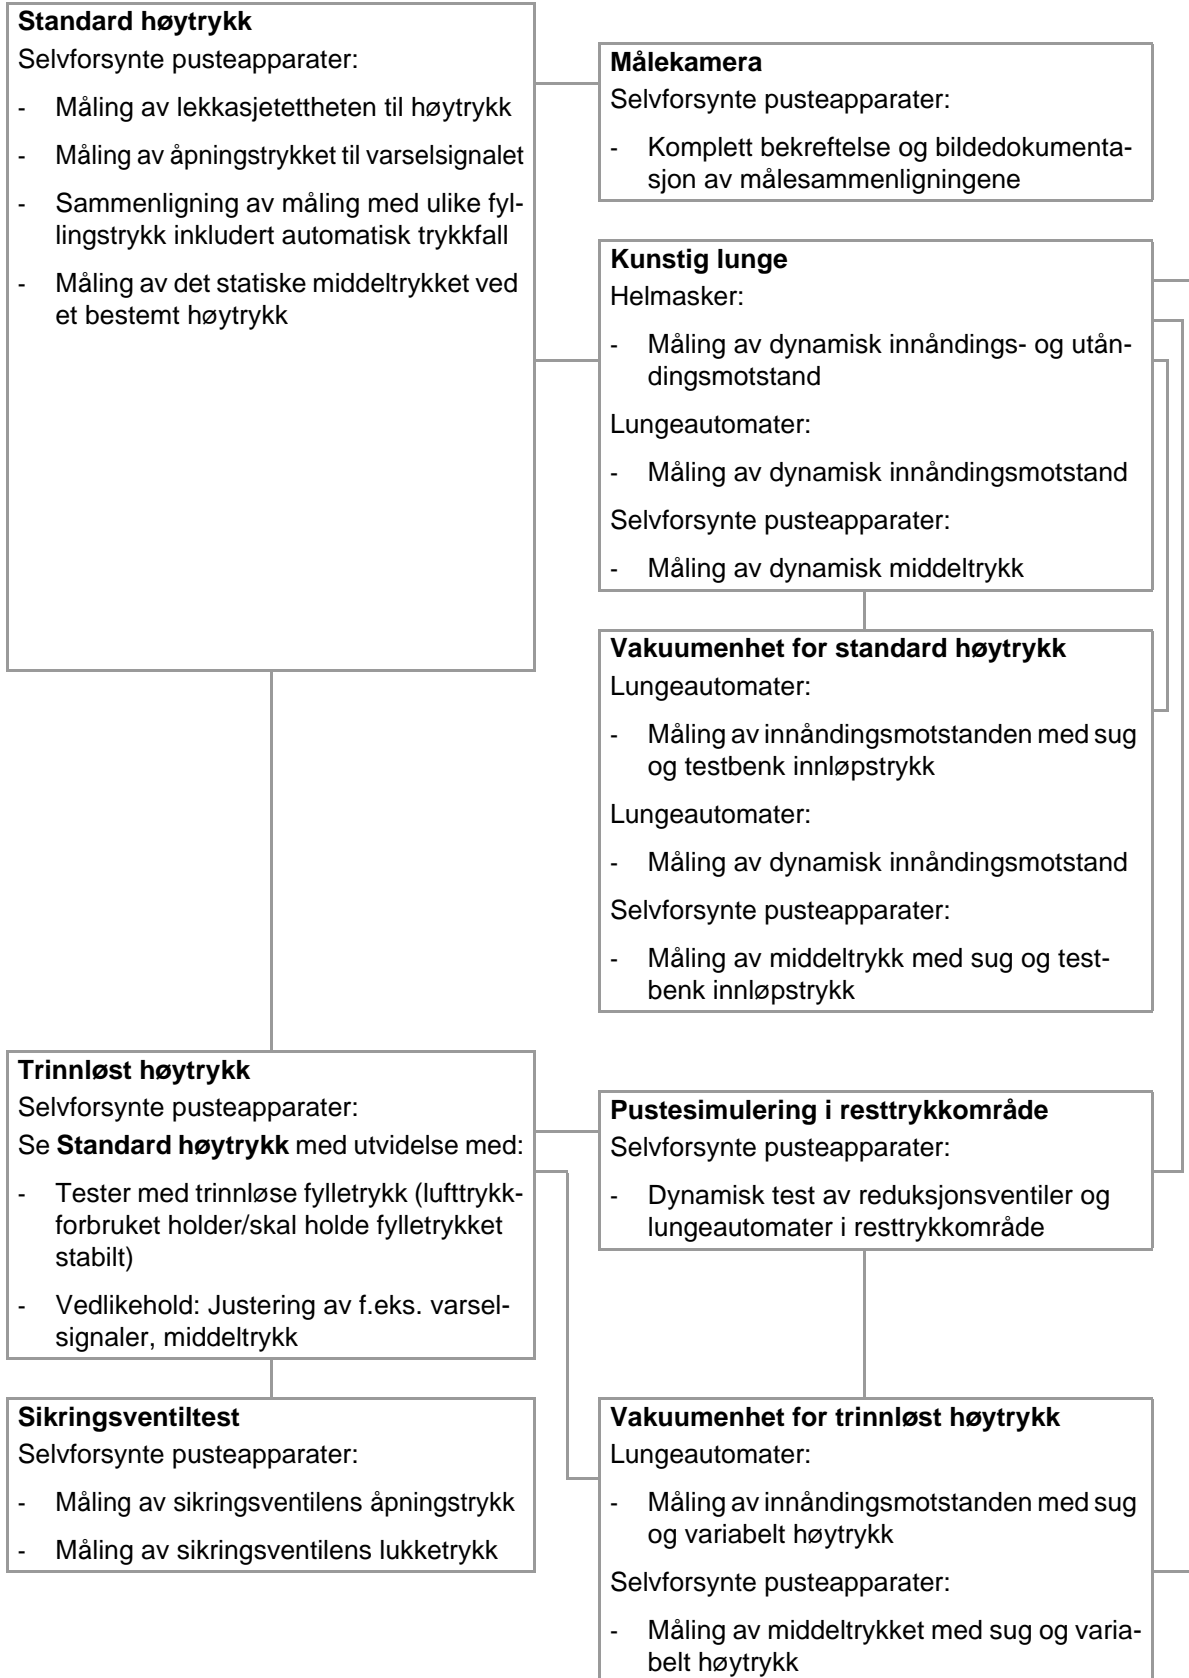 Standard høytrykk
Selvforsynte pusteapparater:
- Måling av lekkasjetettheten til høytrykk
- Måling av åpningstrykket til varselsignalet
- Sammenligning av måling med ulike fyl-
lingstrykk inkludert automatisk trykkfall
- Måling av det statiske middeltrykket ved
et bestemt høytrykk
Målekamera
Selvforsynte pusteapparater:
- Komplett bekreftelse og bildedokumenta-
sjon av målesammenligningene
Kunstig lunge
Helmasker:
- Måling av dynamisk innåndings- og utån-
dingsmotstand
Lungeautomater:
- Måling av dynamisk innåndingsmotstand
Selvforsynte pusteapparater:
- Måling av dynamisk middeltrykk
Vakuumenhet for standard høytrykk
Lungeautomater:
- Måling av innåndingsmotstanden med sug
og testbenk innløpstrykk
Lungeautomater:
- Måling av dynamisk innåndingsmotstand
Selvforsynte pusteapparater:
- Måling av middeltrykk med sug og test-
benk innløpstrykk
Trinnløst høytrykk
Selvforsynte pusteapparater:
Se Standard høytrykk med utvidelse med:
- Tester med trinnløse fylletrykk (lufttrykk-
forbruket holder/skal holde fylletrykket
stabilt)
- Vedlikehold: Justering av f.eks. varsel-
signaler, middeltrykk
Pustesimulering i resttrykkområde
Selvforsynte pusteapparater:
- Dynamisk test av reduksjonsventiler og
lungeautomater i resttrykkområde
Sikringsventiltest
Selvforsynte pusteapparater:
- Måling av sikringsventilens åpningstrykk
- Måling av sikringsventilens lukketrykk
Vakuumenhet for trinnløst høytrykk
Lungeautomater:
- Måling av innåndingsmotstanden med sug
og variabelt høytrykk
Selvforsynte pusteapparater:
- Måling av middeltrykket med sug og varia-
belt høytrykk